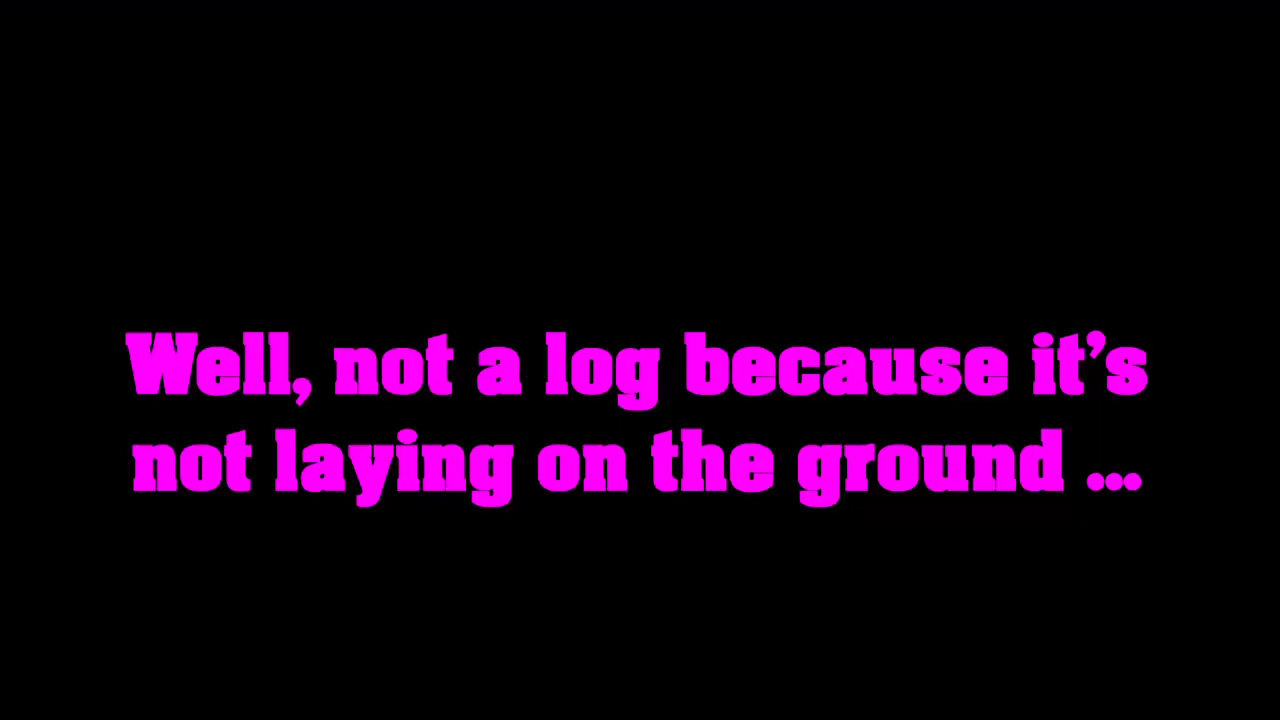 Well, not a log because it’s
not laying on the ground ...